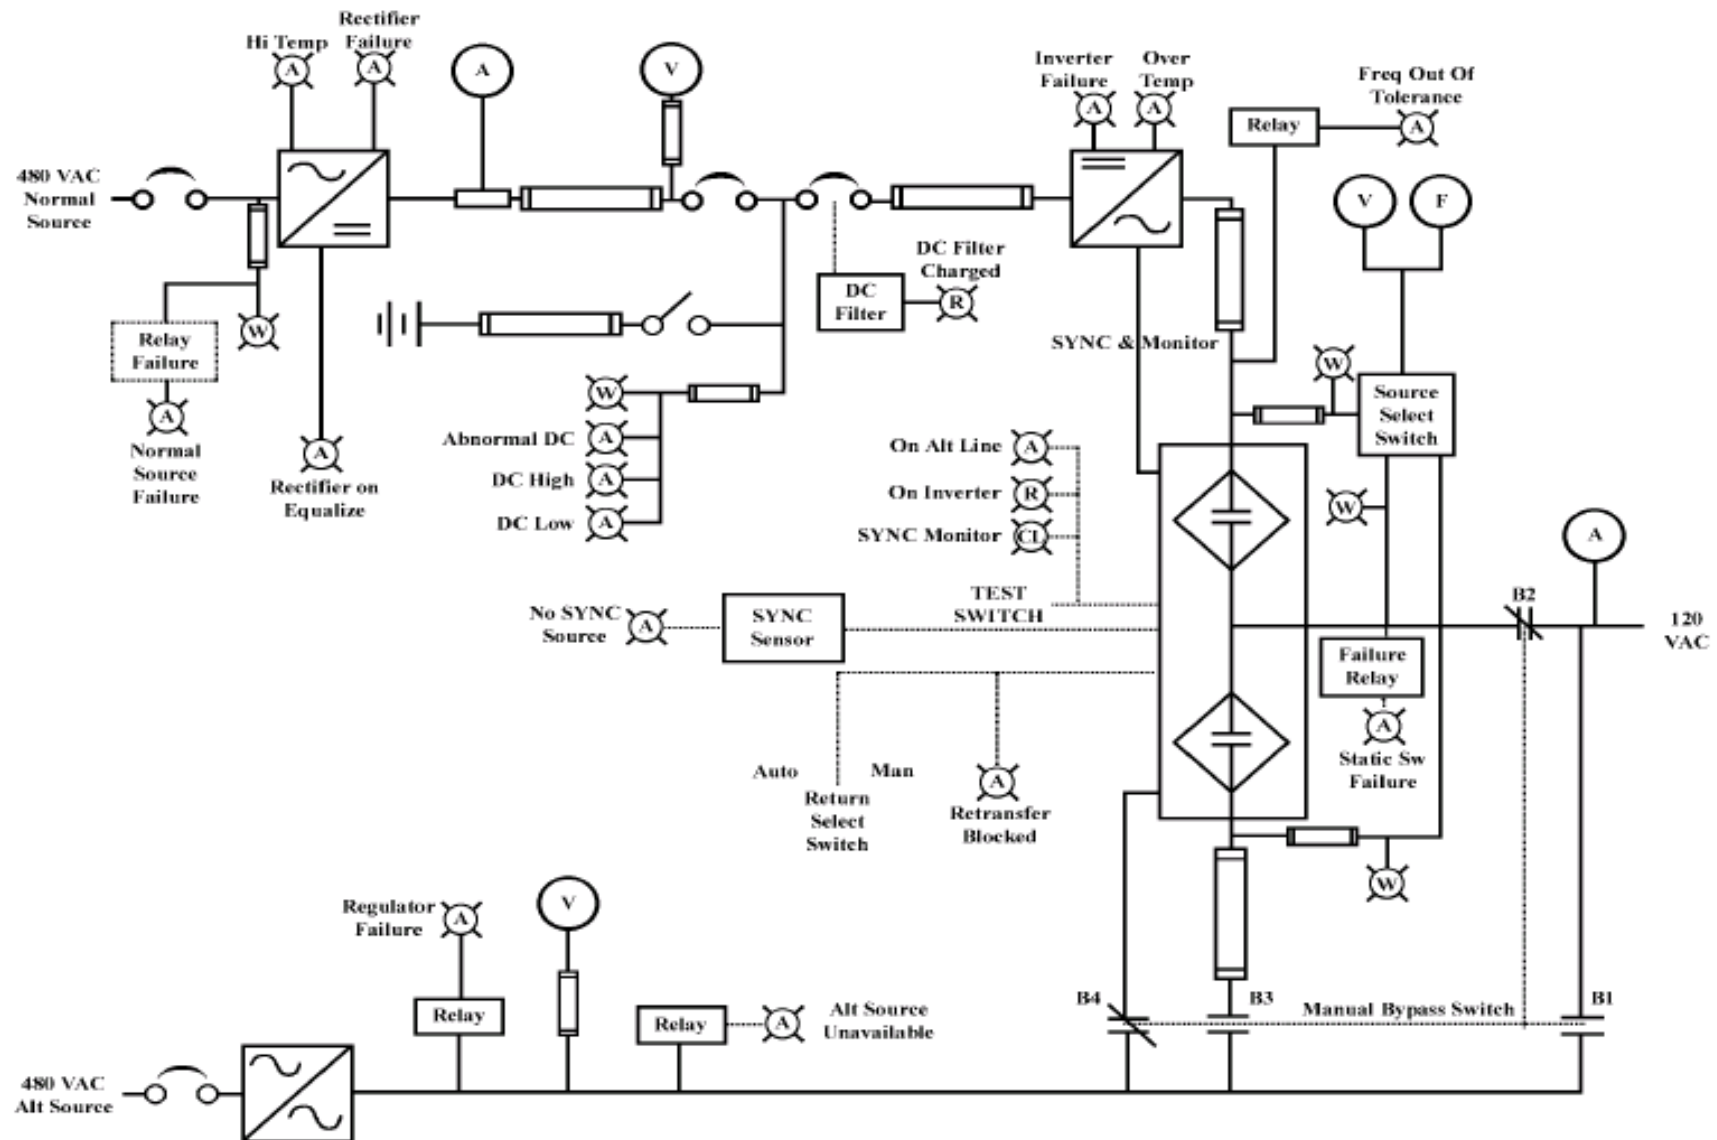 Rectifier
Failure
Hi Temp
A
A
A
V
Inverter
Failure
Over
Temp
A
A
Freq Out Of
Tolerance
Relay
A
480 VAC
Normal
Source
V
F
DC Filter
Charged
DC
Filter
R
W
Relay
Failure
SYNC & Monitor
W
Source
Select
Switch
A
Normal
Source
Failure
A
Rectifier on
Equalize
W
Abnormal DC
A
DC High
A
DC Low
A
On Alt Line
A
On Inverter
R
SYNC Monitor
CL
W
A
TEST
SWITCH
B2
No SYNC
Source
A
SYNC
Sensor
120
VAC
Failure
Relay
A
Static Sw
Failure
Auto
Man
Return
Select
Switch
A
Retransfer
Blocked
W
Regulator
Failure
A
V
Relay
Relay
A
Alt Source
Unavailable
B4
B3
Manual Bypass Switch
B1
480 VAC
Alt Source